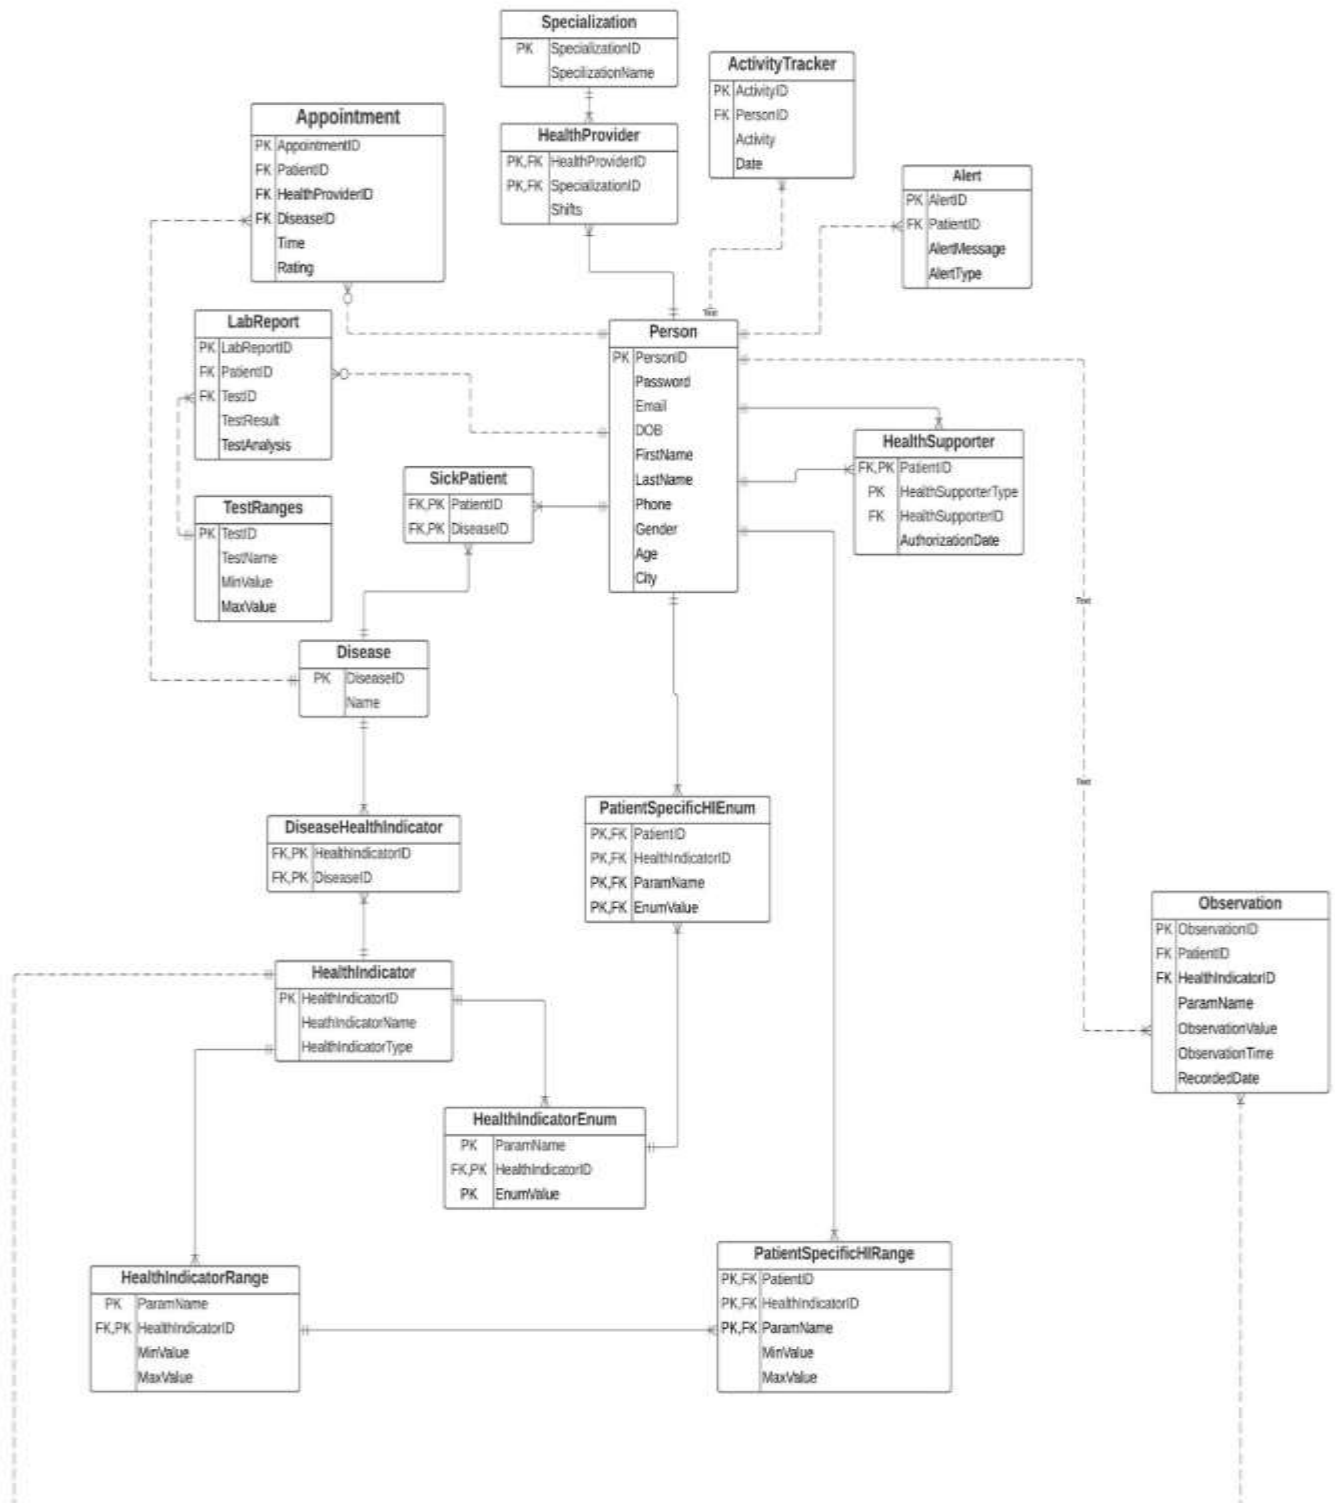 Specialization
PK SpecializationID
SpecilizationName
ActivityTracker
PK ActivityID
FK PersonID
Activity
Date
Appointment
PK AppointmentID
FK PatientID
FK HealthProviderID
FK DiseaseID
Time
Rating
HealthProvider
PK,FK HealthProviderID
PK,FK SpecializationID
Shifts
Alert
PK AlertID
FK PatientID
AlertMessage
AlertType
Text
LabReport
PK LabReportID
FK PatientID
FK TestID
TestResult
TestAnalysis
Person
PK PersonID
Password
Email
DOB
FirstName
LastName
Phone
Gender
Age
City
HealthSupporter
FK,PK PatientID
PK HealthSupporterType
FK HealthSupporterID
AuthorizationDate
SickPatient
FK,PK PatientID
FK,PK DiseaseID
TestRanges
PK TestID
TestName
MinValue
MaxValue
Text
Disease
PK DiseaseID
Name
Text
DiseaseHealthIndicator
FK,PK HealthIndicatorID
FK,PK DiseaseID
PatientSpecificHIEnum
PK,FK PatientID
PK,FK HealthIndicatorID
PK,FK ParamName
PK,FK EnumValue
Observation
PK ObservationID
FK PatientID
FK HealthIndicatorID
ParamName
ObservationValue
ObservationTime
RecordedDate
HealthIndicator
PK HealthIndicatorID
HeathIndicatorName
HealthIndicatorType
HealthIndicatorEnum
PK ParamName
FK,PK HealthIndicatorID
PK EnumValue
HealthIndicatorRange
PK ParamName
FK,PK HealthIndicatorID
MinValue
MaxValue
PatientSpecificHIRange
PK,FK PatientID
PK,FK HealthIndicatorID
PK,FK ParamName
MinValue
MaxValue